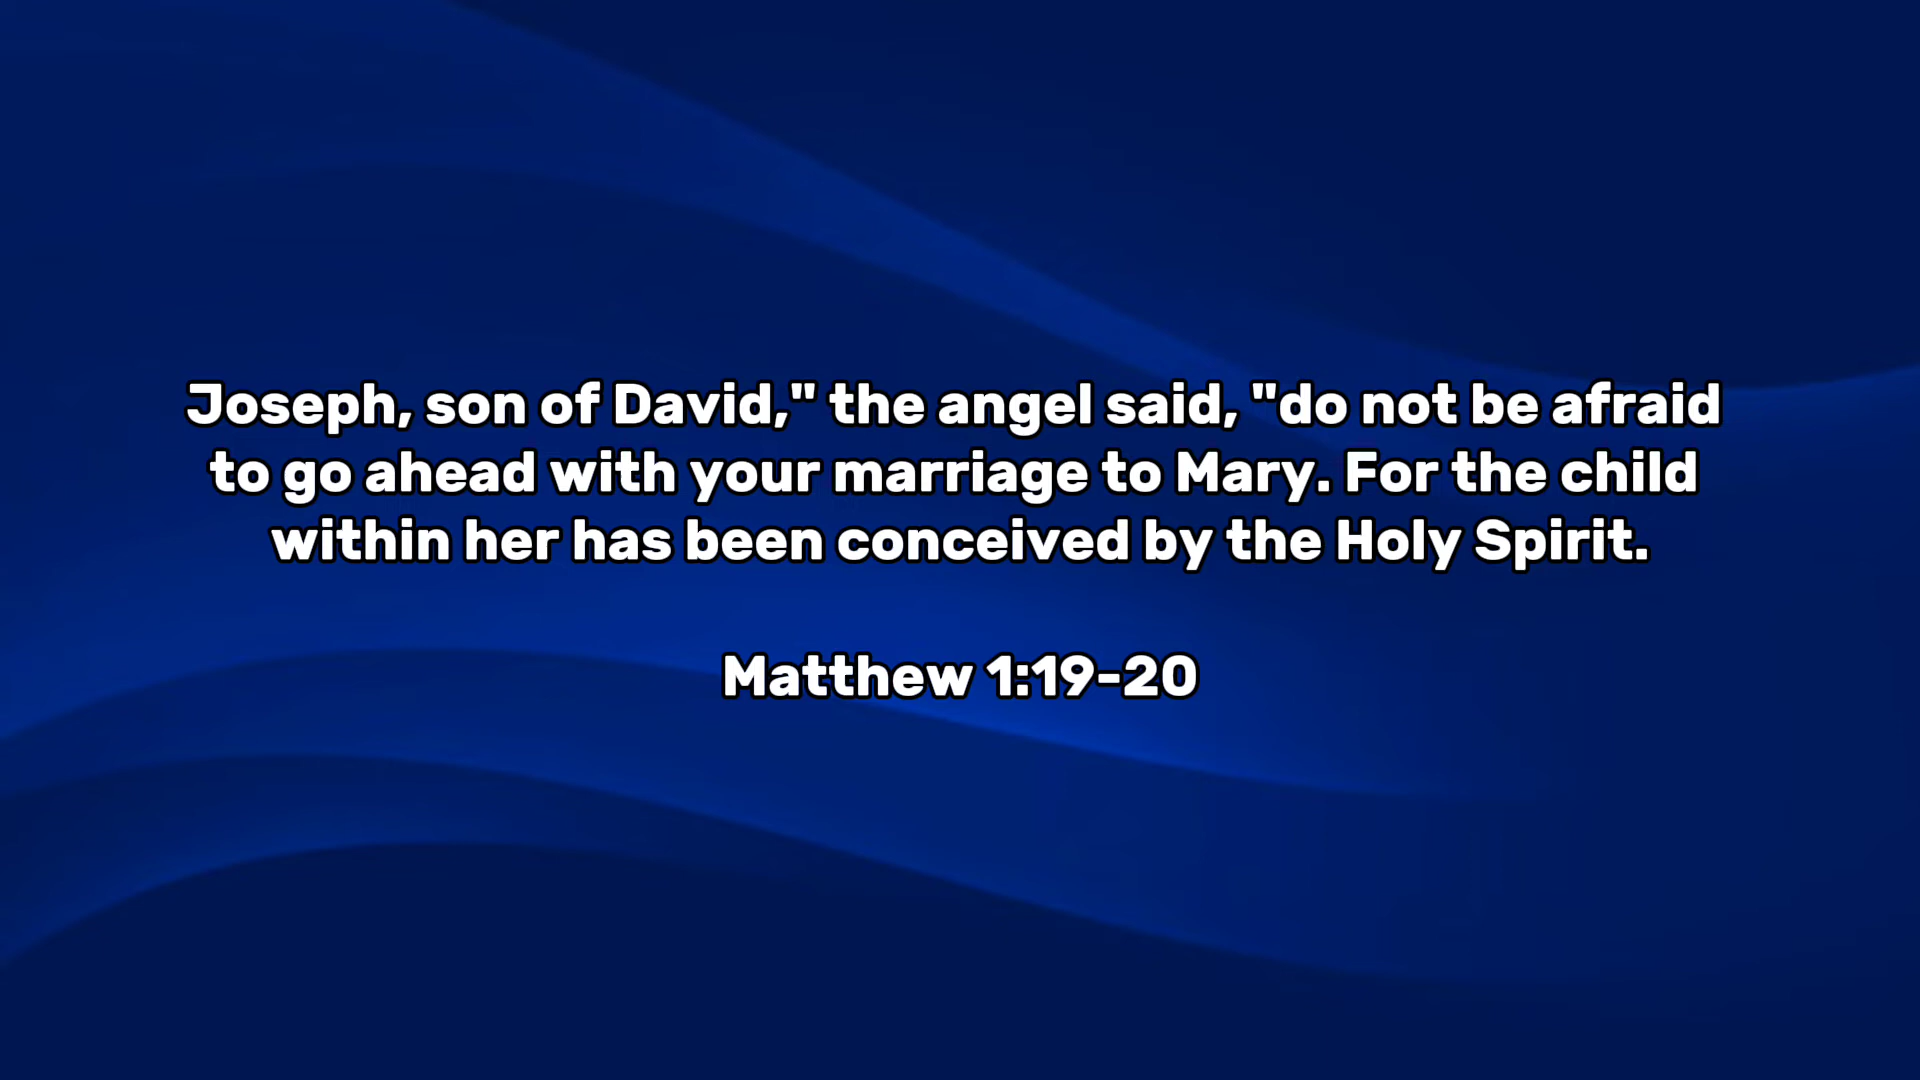 Joseph, son of David," the angel said, "do not be afraid
to go ahead with your marriage to Mary. For the child
within her has been conceived by the Holy Spirit.
Matthew 1:19-20